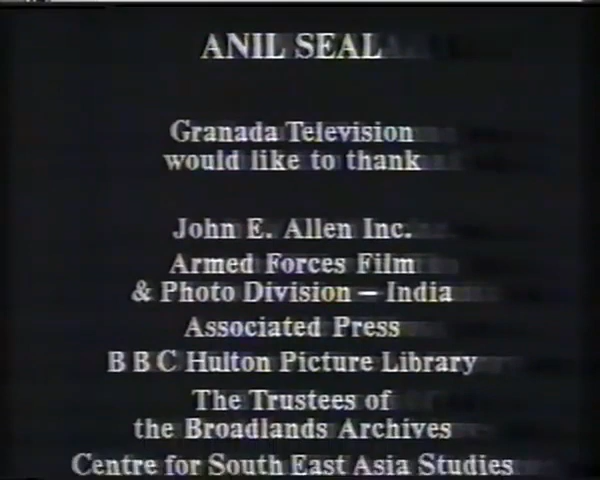 ANIL SEAL
Granada Television
would like to thank
John E. Allen Inc.
Armed Forces Film
& Photo Division – India
Associated Press
B B C Hulton Picture Library
The Trustees of
the Broadlands Archives
Centre for South East Asia Studies